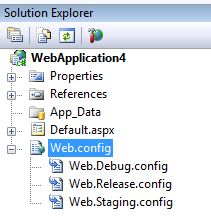 Solution Explorer
WebApplication4
Properties
References
App_Data
Default.aspx
Web.config
Web.Debug.config
Web.Release.config
Web.Staging.config